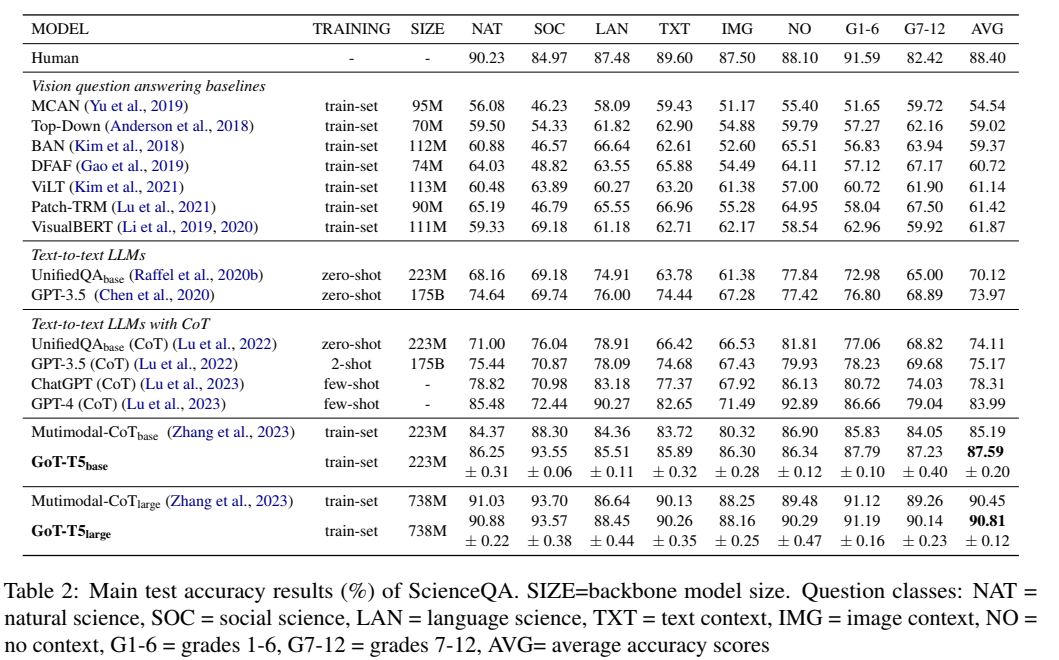 MODEL TRAINING SIZE NAT SOC LAN TXT IMG NO G1-6 G7-12 AVG
Human - - 90.23 84.97 87.48 89.60 87.50 88.10 91.59 82.42 88.40
Vision question answering baselines
MCAN (Yu et al., 2019) train-set 95M 56.08 46.23 58.09 59.43 51.17 55.40 51.65 59.72 54.54
Top-Down (Anderson et al., 2018) train-set 70M 59.50 54.33 61.82 62.90 54.88 59.79 57.27 62.16 59.02
BAN (Kim et al., 2018) train-set 112M 60.88 46.57 66.64 62.61 52.60 65.51 56.83 63.94 59.37
DFAF (Gao et al., 2019) train-set 74M 64.03 48.82 63.55 65.88 54.49 64.11 57.12 67.17 60.72
ViLT (Kim et al., 2021) train-set 113M 60.48 63.89 60.27 63.20 61.38 57.00 60.72 61.90 61.14
Patch-TRM (Lu et al., 2021) train-set 90M 65.19 46.79 65.55 66.96 55.28 64.95 58.04 67.50 61.42
VisualBERT (Li et al., 2019, 2020) train-set 111M 59.33 69.18 61.18 62.71 62.17 58.54 62.96 59.92 61.87
Text-to-text LLMs
UnifiedQAbase (Raffel et al., 2020b) zero-shot 223M 68.16 69.18 74.91 63.78 61.38 77.84 72.98 65.00 70.12
GPT-3.5 (Chen et al., 2020) zero-shot 175B 74.64 69.74 76.00 74.44 67.28 77.42 76.80 68.89 73.97
Text-to-text LLMs with CoT
UnifiedQAbase (CoT) (Lu et al., 2022) zero-shot 223M 71.00 76.04 78.91 66.42 66.53 81.81 77.06 68.82 74.11
GPT-3.5 (CoT) (Lu et al., 2022) 2-shot 175B 75.44 70.87 78.09 74.68 67.43 79.93 78.23 69.68 75.17
ChatGPT (CoT) (Lu et al., 2023) few-shot - 78.82 70.98 83.18 77.37 67.92 86.13 80.72 74.03 78.31
GPT-4 (CoT) (Lu et al., 2023) few-shot - 85.48 72.44 90.27 82.65 71.49 92.89 86.66 79.04 83.99
Mutimodal-CoTbase (Zhang et al., 2023) train-set 223M 84.37 88.30 84.36 83.72 80.32 86.90 85.83 84.05 85.19
GoT-T5base train-set 223M 86.25 93.55 85.51 85.89 86.30 86.34 87.79 87.23 87.59
± 0.31 ± 0.06 ± 0.11 ± 0.32 ± 0.28 ± 0.12 ± 0.10 ± 0.40 ± 0.20
Mutimodal-CoTlarge (Zhang et al., 2023) train-set 738M 91.03 93.70 86.64 90.13 88.25 89.48 91.12 89.26 90.45
GoT-T5large train-set 738M 90.88 93.57 88.45 90.26 88.16 90.29 91.19 90.14 90.81
± 0.22 ± 0.38 ± 0.44 ± 0.35 ± 0.25 ± 0.47 ± 0.16 ± 0.23 ± 0.12
Table 2: Main test accuracy results (%) of ScienceQA. SIZE=backbone model size. Question classes: NAT =
natural science, SOC = social science, LAN = language science, TXT = text context, IMG = image context, NO =
no context, G1-6 = grades 1-6, G7-12 = grades 7-12, AVG= average accuracy scores